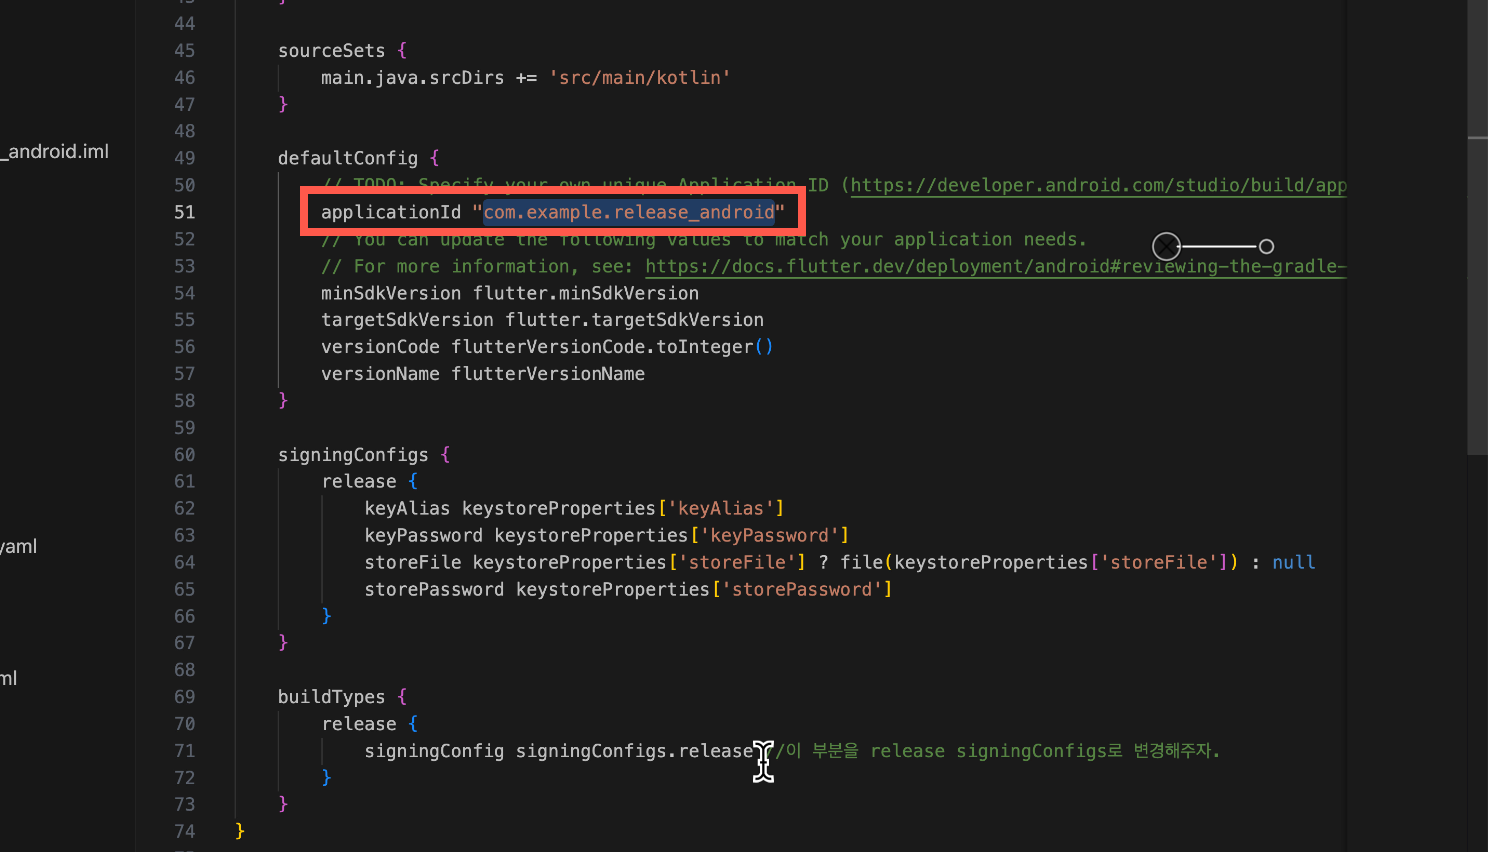 44
45 sourceSets {
46 main.java.srcDirs += 'src/main/kotlin'
47 }
48
_android.iml
49 defaultConfig {
50 // TODO: Specify your own unique Application ID (https://developer.android.com/studio/build/app
51 applicationId "com.example.release_android"
52 // You can update the following values to match your application needs.
53 // For more information, see: https://docs.flutter.dev/deployment/android#reviewing-the-gradle-
54 minSdkVersion flutter.minSdkVersion
55 targetSdkVersion flutter.targetSdkVersion
56 versionCode flutterVersionCode.toInteger()
57 versionName flutterVersionName
58 }
59
60 signingConfigs {
61 release {
62 keyAlias keystoreProperties['keyAlias']
63 keyPassword keystoreProperties['keyPassword']
yaml
64 storeFile keystoreProperties['storeFile'] ? file(keystoreProperties['storeFile']) : null
65 storePassword keystoreProperties['storePassword']
66 }
67 }
68
ml
69 buildTypes {
70 release {
71 signingConfig signingConfigs.release //이 부분을 release signingConfigs로 변경해주자.
72 }
73 }
74 }